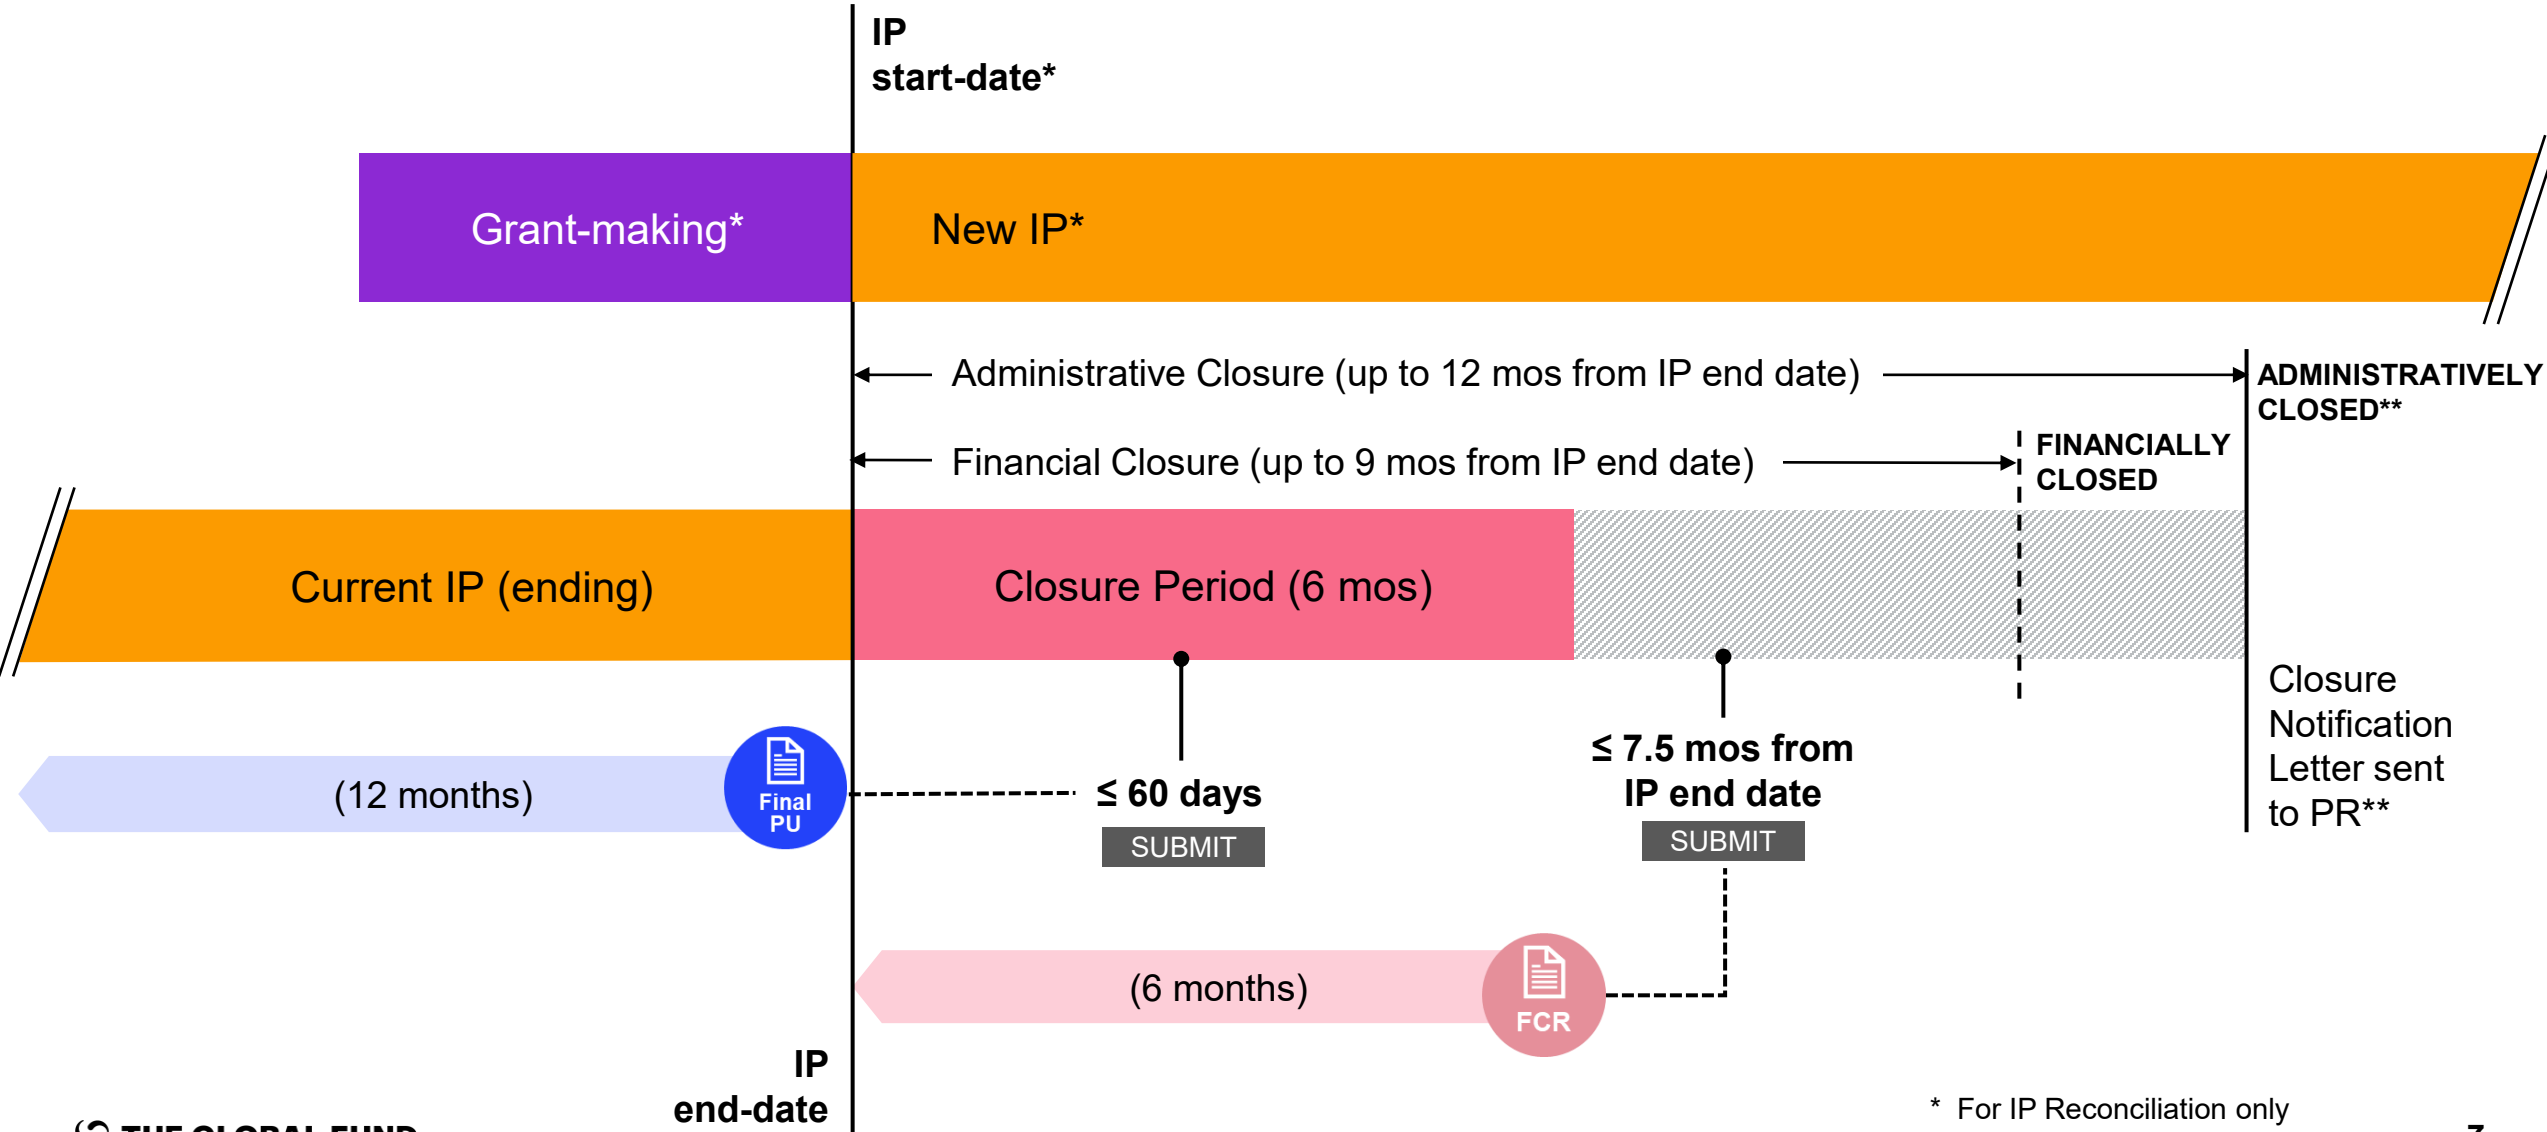 IP
start-date*
Grant-making*
New IP*
Administrative Closure (up to 12 mos from IP end date)
ADMINISTRATIVELY
CLOSED**
Financial Closure (up to 9 mos from IP end date)
FINANCIALLY
CLOSED
Current IP (ending)
Closure Period (6 mos)
(12 months)
Final
PU
≤ 60 days
SUBMIT
≤ 7.5 mos from
IP end date
SUBMIT
Closure
Notification
Letter sent
to PR**
(6 months)
FCR
IP
end-date
* For IP Reconciliation only
THE GLOBAL FUND